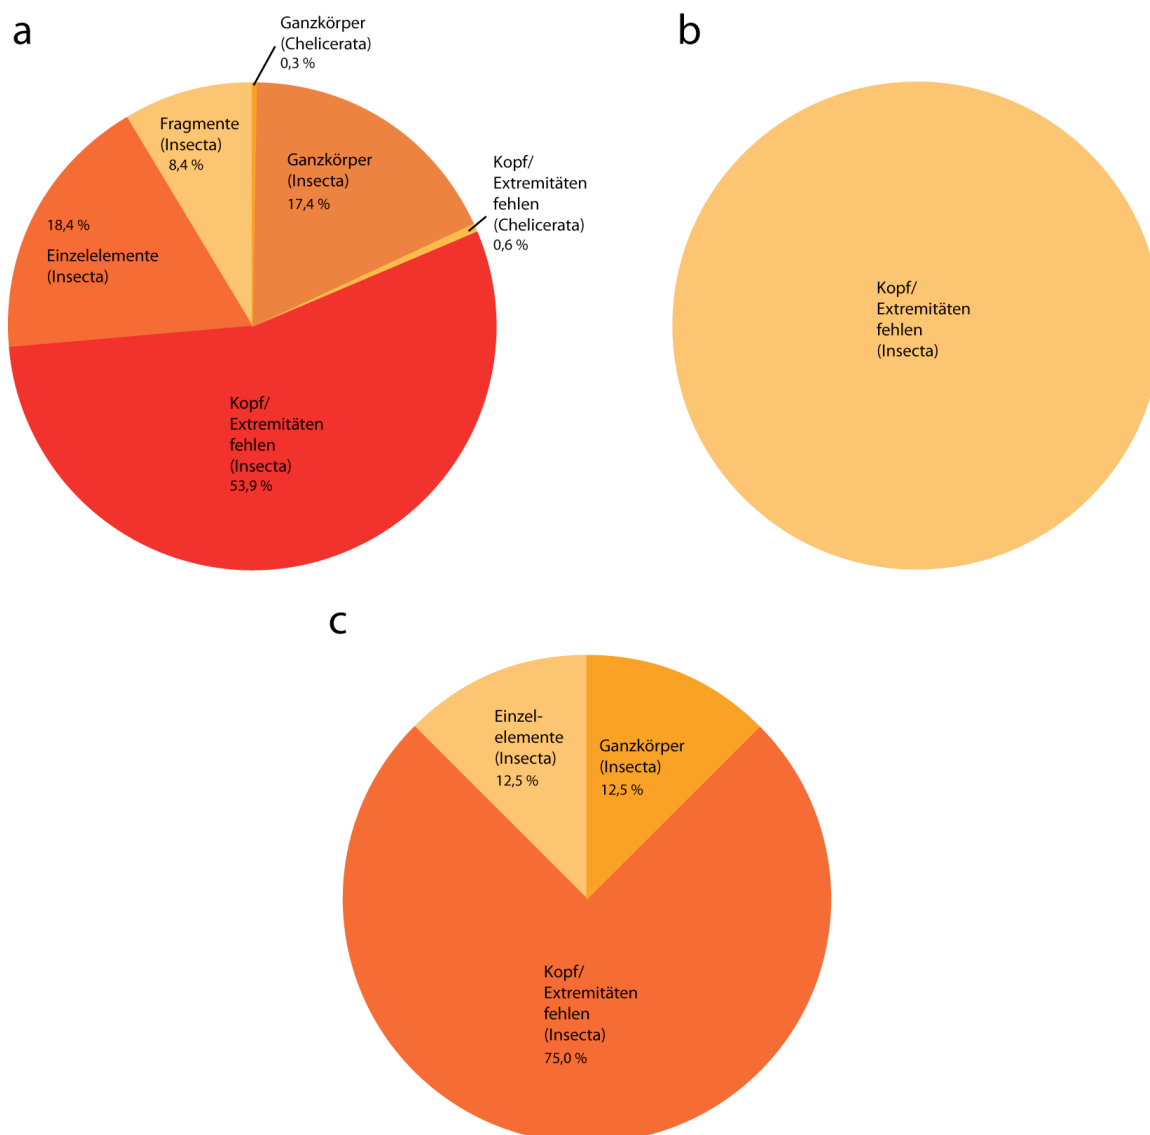 a
Ganzkörper
(Chelicerata)
0,3 %
Fragmente
(Insecta)
8,4 %
Ganzkörper
(Insecta)
17,4 %
Kopf/
Extremitäten
fehlen
(Chelicerata)
0,6 %
18,4 %
Einzelelemente
(Insecta)
Kopf/
Extremitäten
fehlen
(Insecta)
53,9 %
b
Kopf/
Extremitäten
fehlen
(Insecta)
c
Einzel-
elemente
(Insecta)
12,5 %
Ganzkörper
(Insecta)
12,5 %
Kopf/
Extremitäten
fehlen
(Insecta)
75,0 %